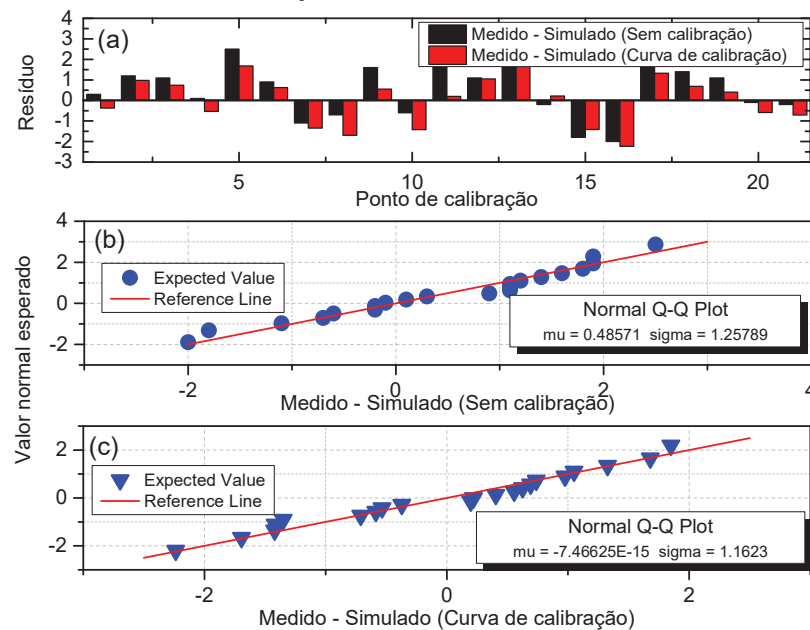 (a)
Medido - Simulado (Sem calibração)
Medido - Simulado (Curva de calibração)
Resíduo
4
3
2
1
0
-1
-2
-3
5
10
15
20
Ponto de calibração
Valor normal esperado
(b)
4
2
0
-2
Expected Value
Reference Line
Normal Q-Q Plot
mu = 0.48571 sigma = 1.25789
-2
0
2
4
Medido - Simulado (Sem calibração)
(c)
2
0
-2
Expected Value
Reference Line
Normal Q-Q Plot
mu = -7.46625E-15 sigma = 1.1623
-2
0
2
Medido - Simulado (Curva de calibração)